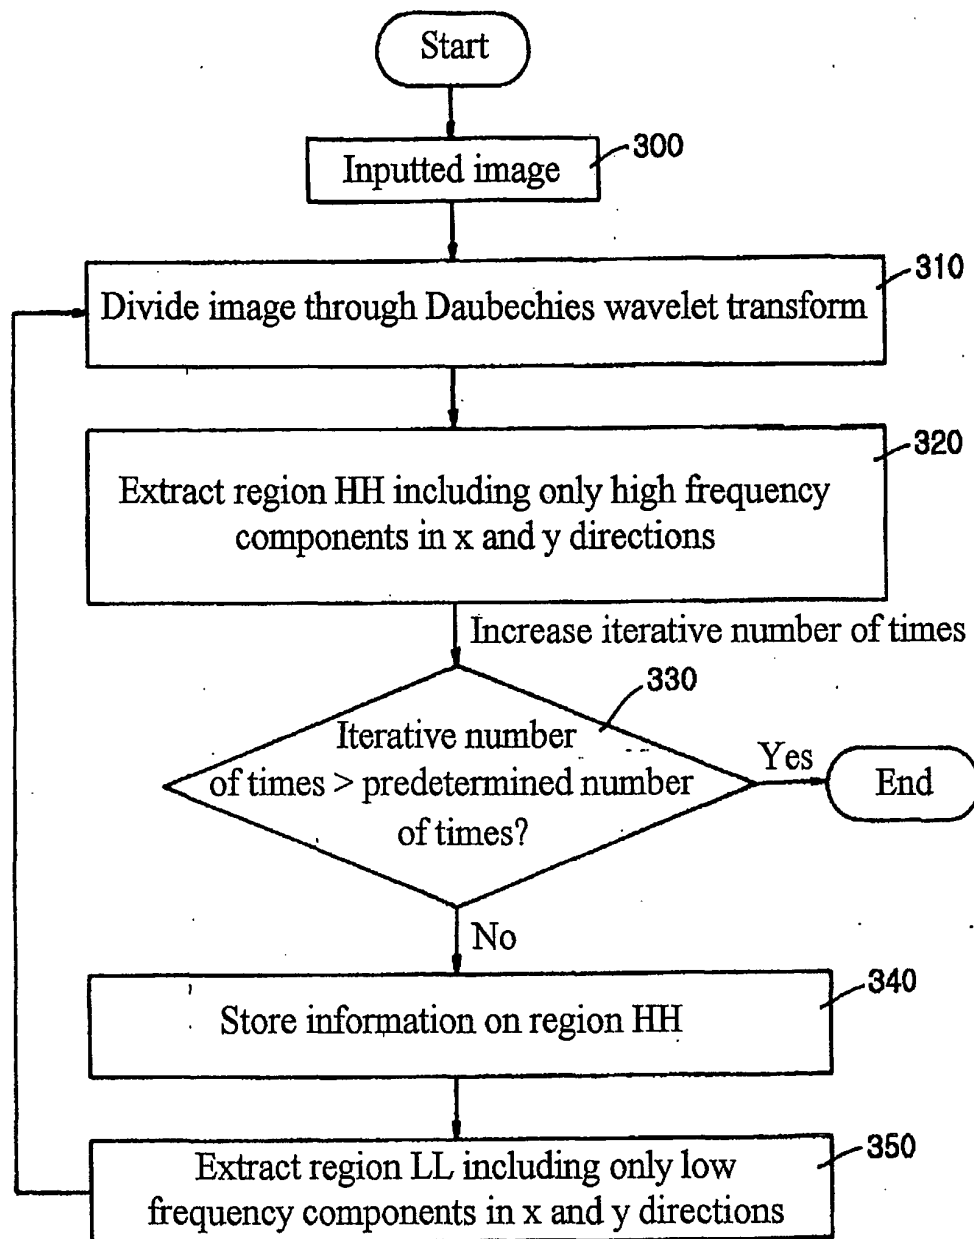 Start
300
Inputted image
310
Divide image through Daubechies wavelet transform
320
Extract region HH including only high frequency
components in x and y directions
Increase iterative number of times
330
Iterative number
of times > predetermined number
of times?
Yes
End
No
340
Store information on region HH
350
Extract region LL including only low
frequency components in x and y directions